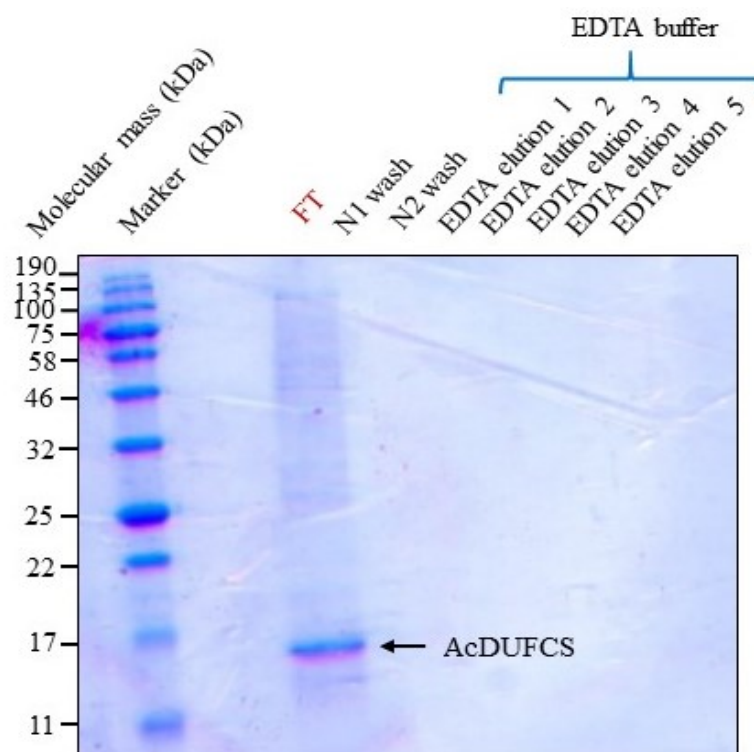 EDTA buffer
Molecular mass (kDa)
Marker (kDa)
FT
N1 wash
N2 wash
EDTA elution 1
EDTA elution 2
EDTA elution 3
EDTA elution 4
EDTA elution 5
190
135
100
75
58
46
32
25
22
17
11
AcDUFCS